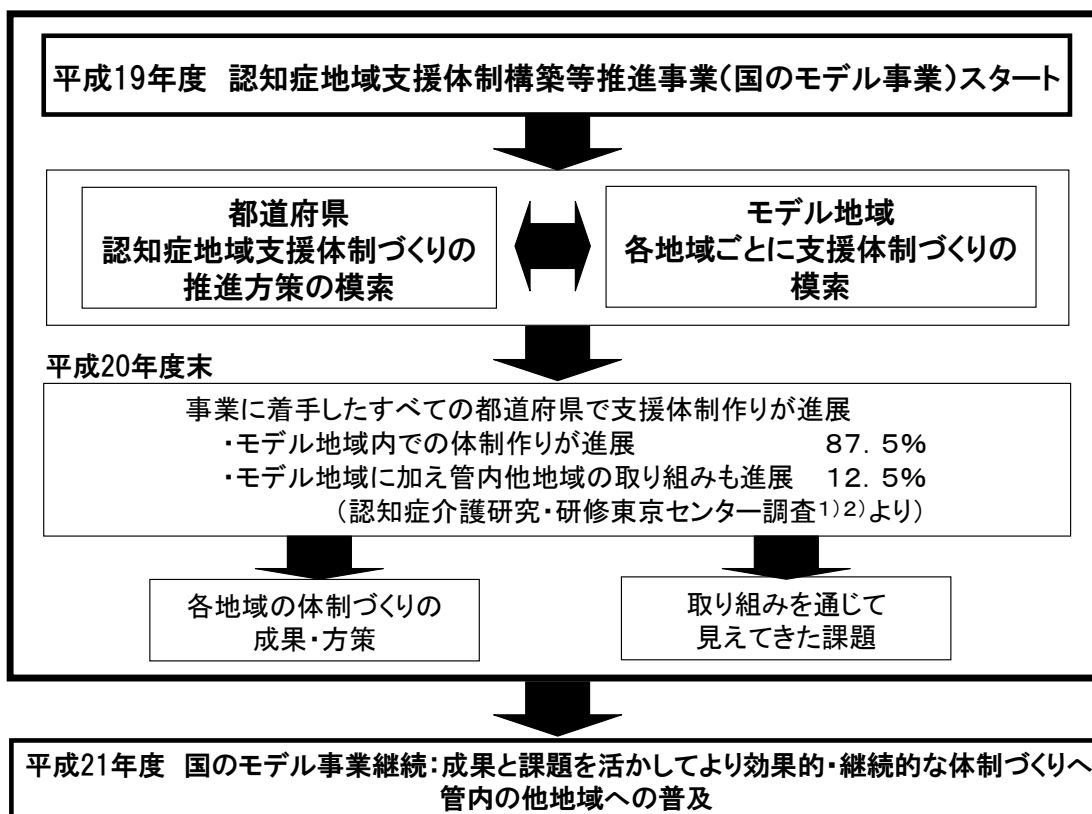 平成19年度　認知症地域支援体制構築等推進事業(国のモデル事業)スタート
都道府県
認知症地域支援体制づくりの
推進方策の模索
モデル地域
各地域ごとに支援体制づくりの
模索
平成20年度末
事業に着手したすべての都道府県で支援体制作りが進展
・モデル地域内での体制作りが進展　87．5%
・モデル地域に加え管内他地域の取り組みも進展　12．5%
(認知症介護研究・研修東京センター調査1)2)より)
各地域の体制づくりの
成果・方策
取り組みを通じて
見えてきた課題
平成21年度　国のモデル事業継続:成果と課題を活かしてより効果的・継続的な体制づくりへ
管内の他地域への普及